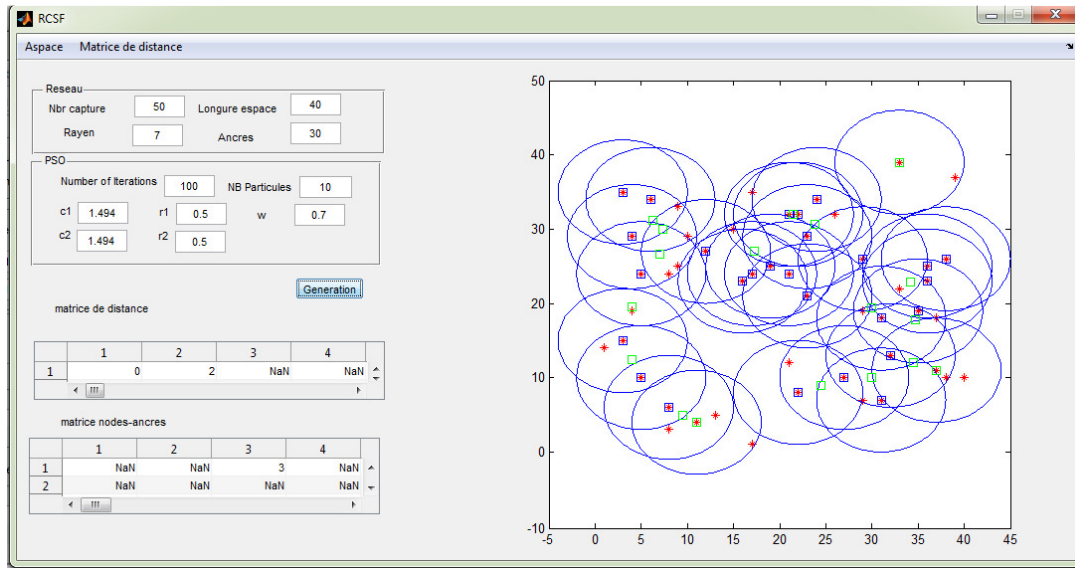 RCSF
Aspace Matrice de distance
Reseau
Nbr capture 50 Longure espace 40
Rayen 7 Ancres 30
PSO
Number of Iterations 100 NB Particules 10
c1 1.494 r1 0.5 w 0.7
c2 1.494 r2 0.5
Generation
matrice de distance
1 2 3 4
1 0 2 NaN NaN
matrice nodes-ancres
1 2 3 4
1 NaN NaN 3 NaN
2 NaN NaN NaN NaN
50
40
30
20
10
0
-10
-5 0 5 10 15 20 25 30 35 40 45